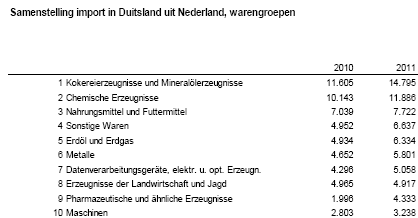 Samenstelling import in Duitsland uit Nederland, warengroepen
2010 2011
1 Kokereierzeugnisse und Mineralölerzeugnisse 11.605 14.795
2 Chemische Erzeugnisse 10.143 11.886
3 Nahrungsmittel und Futtermittel 7.039 7.722
4 Sonstige Waren 4.952 6.637
5 Erdöl und Erdgas 4.934 6.334
6 Metalle 4.652 5.801
7 Datenverarbeitungsgeräte, elektr. u. opt. Erzeugn. 4.296 5.058
8 Erzeugnisse der Landwirtschaft und Jagd 4.965 4.917
9 Pharmazeutische und ähnliche Erzeugnisse 1.996 4.333
10 Maschinen 2.803 3.238